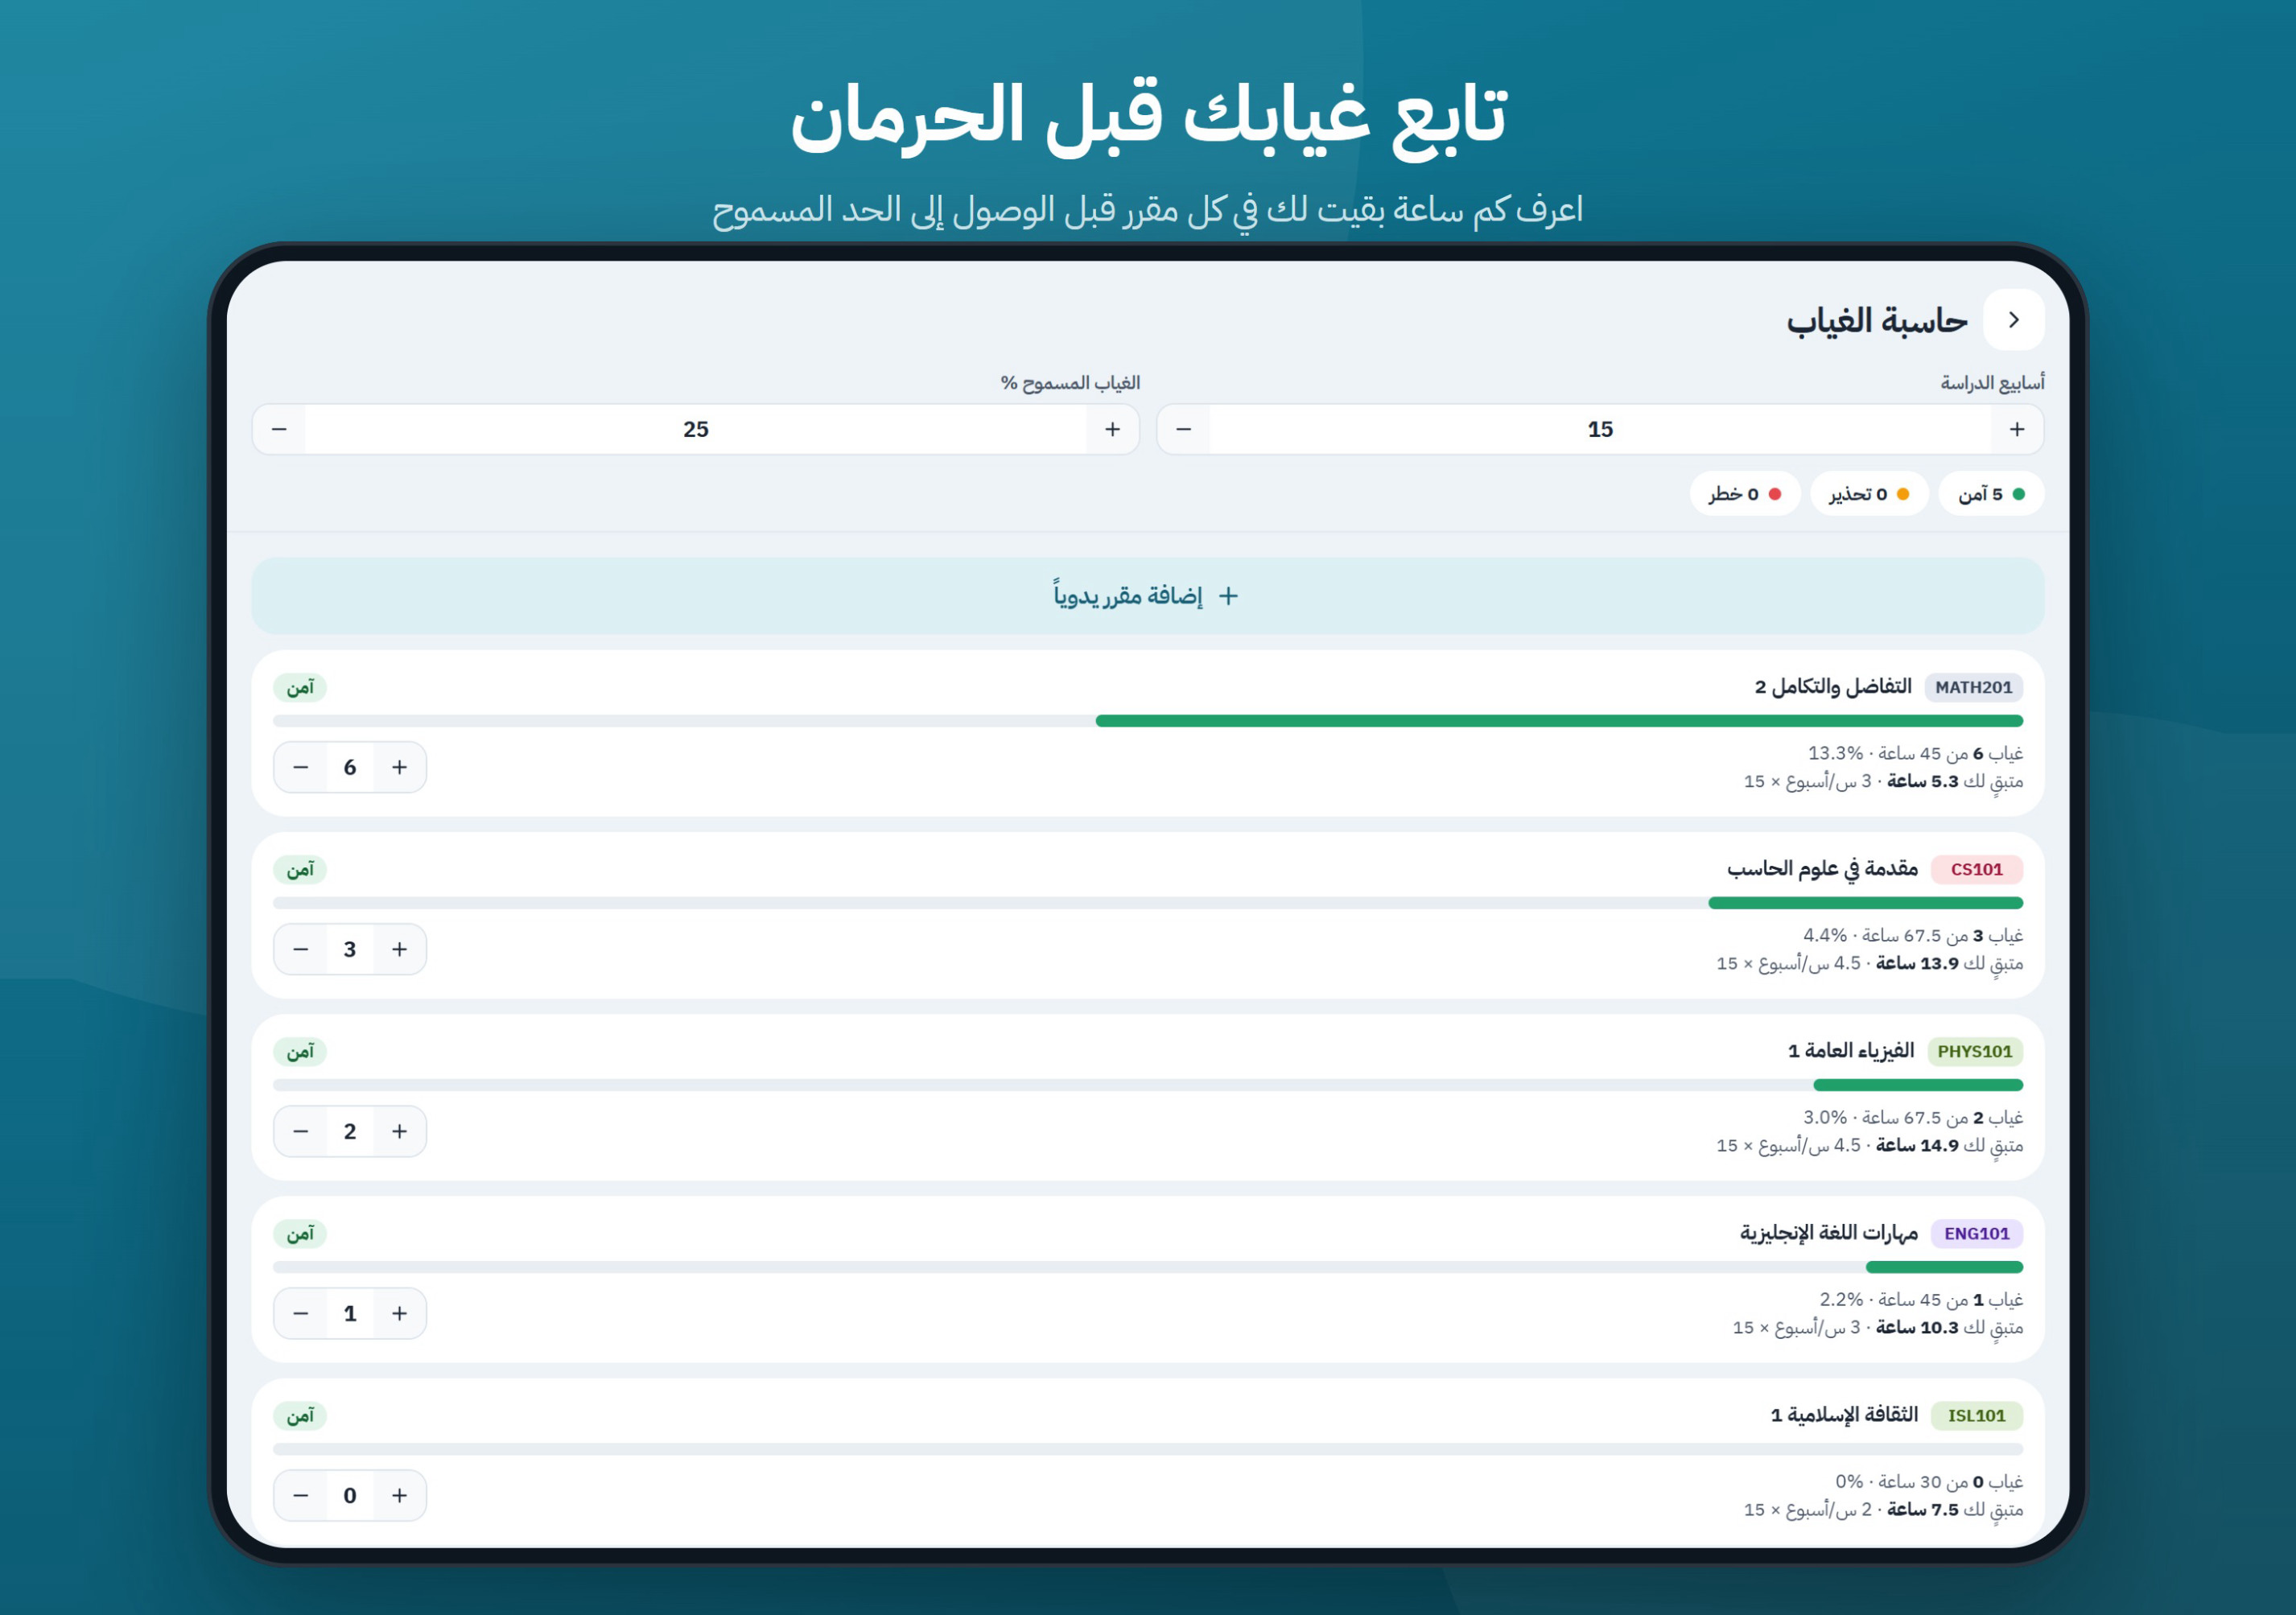 تابع غيابك قبل الحرمان
اعرف كم ساعة بقيت لك في كل مقرر قبل الوصول إلى الحد المسموح
حاسبة الغياب
أسابيع الدراسة
+ 15 −
الغياب المسموح %
+ 25 −
5 آمن
0 تحذير
0 خطر
+ إضافة مقرر يدوياً
MATH201 التفاضل والتكامل 2
آمن
غياب 6 من 45 ساعة · 13.3%
متبقٍ لك 5.3 ساعة · 3 س/أسبوع × 15
+ 6 −
CS101 مقدمة في علوم الحاسب
آمن
غياب 3 من 67.5 ساعة · 4.4%
متبقٍ لك 13.9 ساعة · 4.5 س/أسبوع × 15
+ 3 −
PHYS101 الفيزياء العامة 1
آمن
غياب 2 من 67.5 ساعة · 3.0%
متبقٍ لك 14.9 ساعة · 4.5 س/أسبوع × 15
+ 2 −
ENG101 مهارات اللغة الإنجليزية
آمن
غياب 1 من 45 ساعة · 2.2%
متبقٍ لك 10.3 ساعة · 3 س/أسبوع × 15
+ 1 −
ISL101 الثقافة الإسلامية 1
آمن
غياب 0 من 30 ساعة · 0%
متبقٍ لك 7.5 ساعة · 2 س/أسبوع × 15
+ 0 −